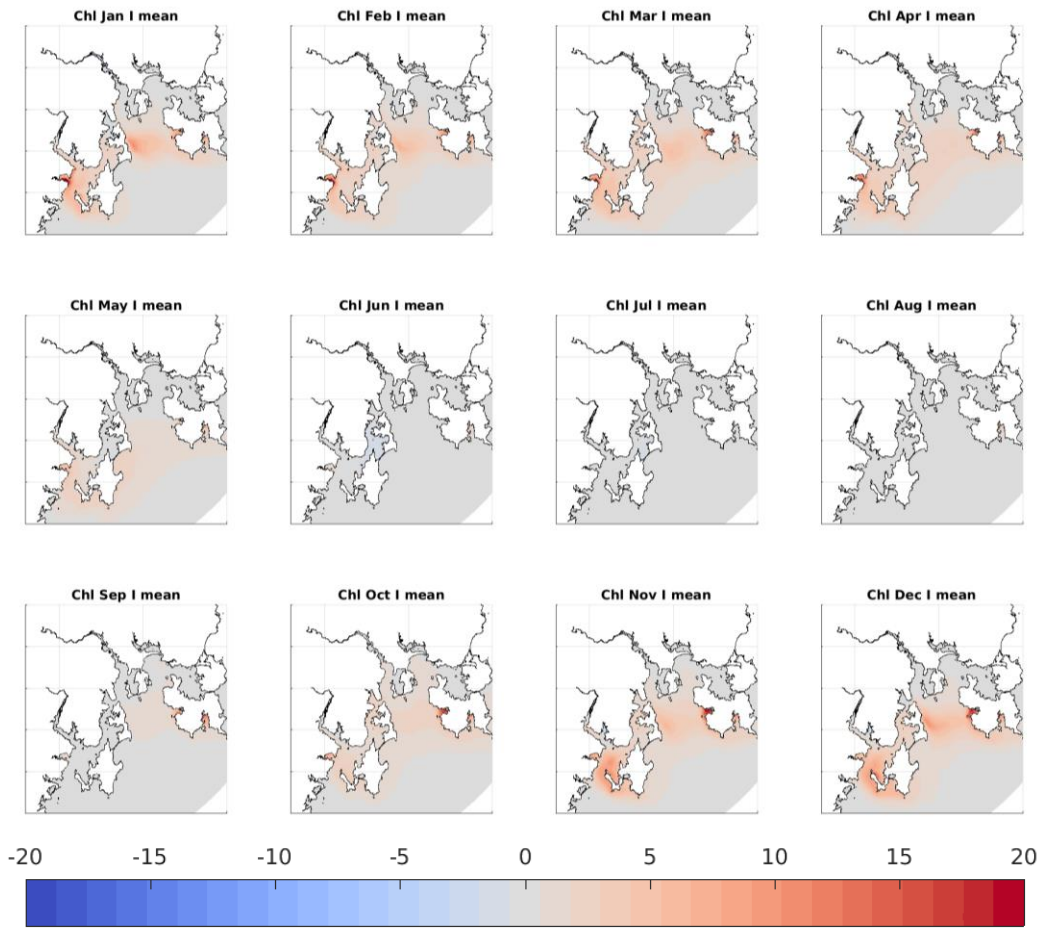 Chl Jan I mean
Chl Feb I mean
Chl Mar I mean
Chl Apr I mean
Chl May I mean
Chl Jun I mean
Chl Jul I mean
Chl Aug I mean
Chl Sep I mean
Chl Oct I mean
Chl Nov I mean
Chl Dec I mean
-20 -15 -10 -5 0 5 10 15 20